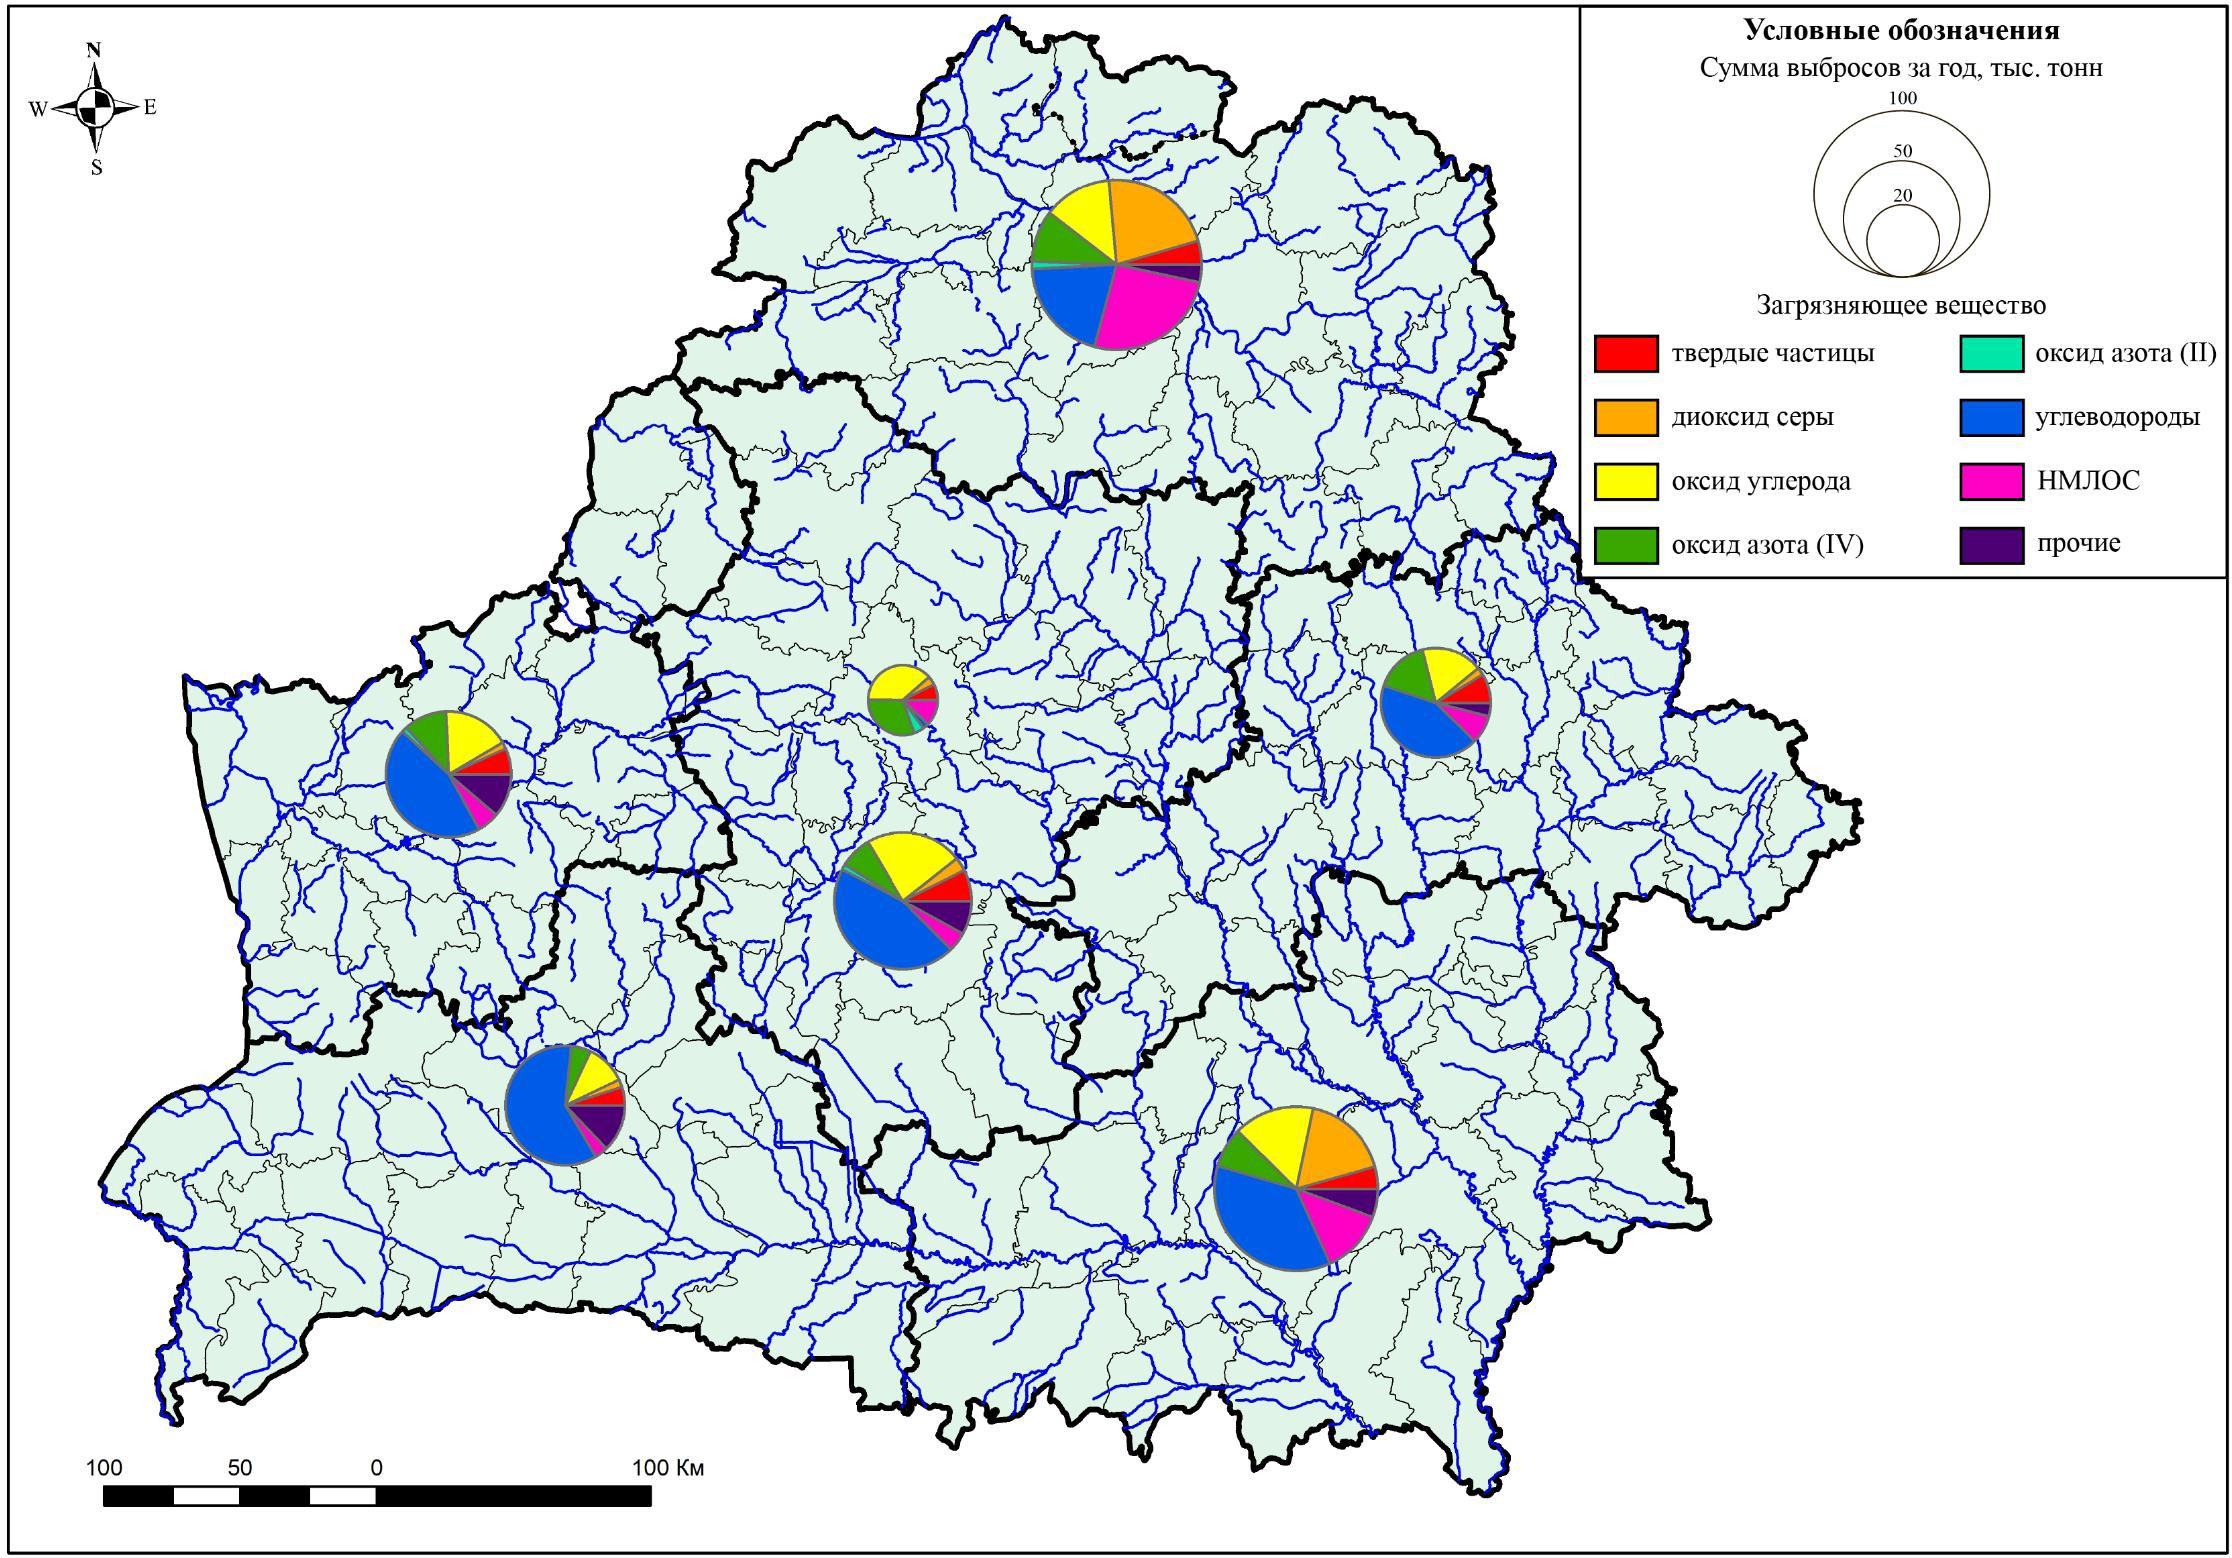 N
W E
S
Условные обозначения
Сумма выбросов за год, тыс. тонн
100
50
20
Загрязняющее вещество
твердые частицы
оксид азота (II)
диоксид серы
углеводороды
оксид углерода
НМЛОС
оксид азота (IV)
прочие
100 50 0 100 Км